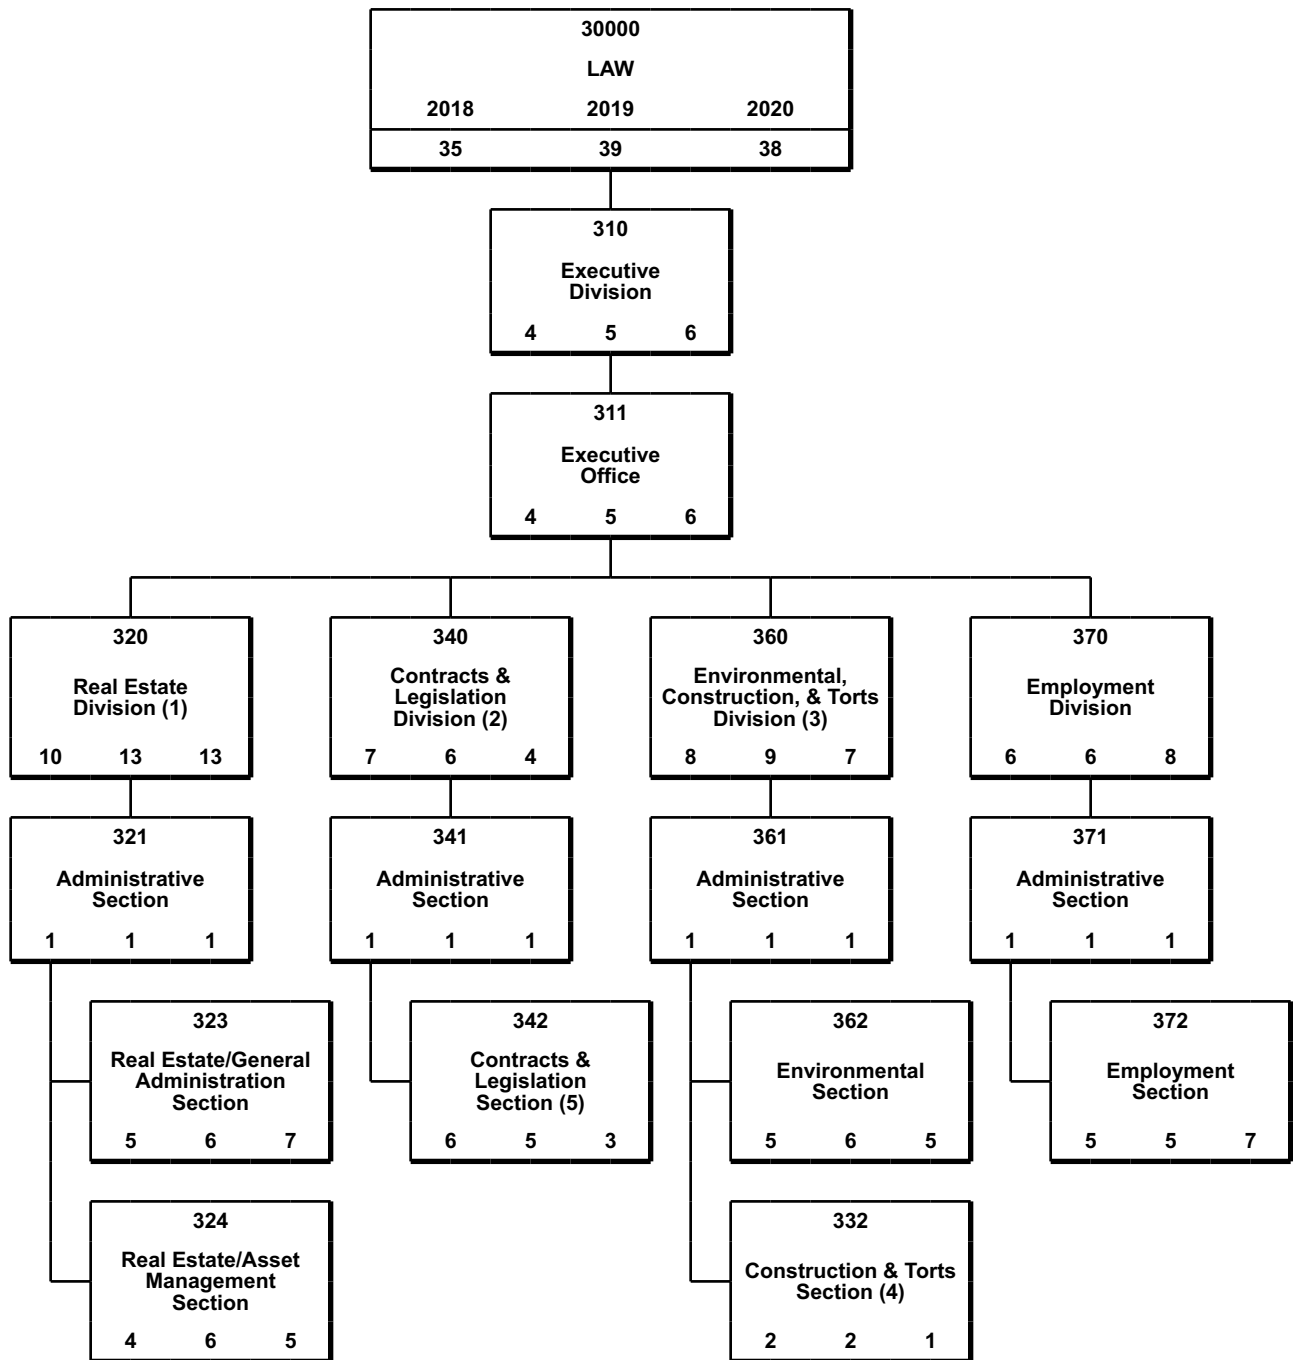 30000
LAW
2018 2019 2020
35 39 38
310
Executive
Division
4 5 6
311
Executive
Office
4 5 6
320
Real Estate
Division (1)
10 13 13
340
Contracts &
Legislation
Division (2)
7 6 4
360
Environmental,
Construction, & Torts
Division (3)
8 9 7
370
Employment
Division
6 6 8
321
Administrative
Section
1 1 1
341
Administrative
Section
1 1 1
361
Administrative
Section
1 1 1
371
Administrative
Section
1 1 1
323
Real Estate/General
Administration
Section
5 6 7
342
Contracts &
Legislation
Section (5)
6 5 3
362
Environmental
Section
5 6 5
372
Employment
Section
5 5 7
324
Real Estate/Asset
Management
Section
4 6 5
332
Construction & Torts
Section (4)
2 2 1